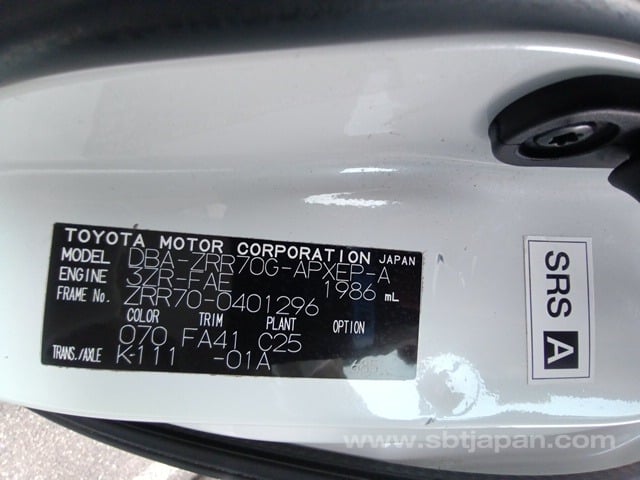 TOYOTA MOTOR CORPORATION JAPAN
MODEL DBA-ZRR70G-APXEP-A
ENGINE 3ZR-FAE 1986 mL
FRAME No. ZRR70-0401296
COLOR TRIM PLANT OPTION
070 FA41 C25
TRANS./AXLE K-111 -01A
SRS A
www.sbtjapan.com